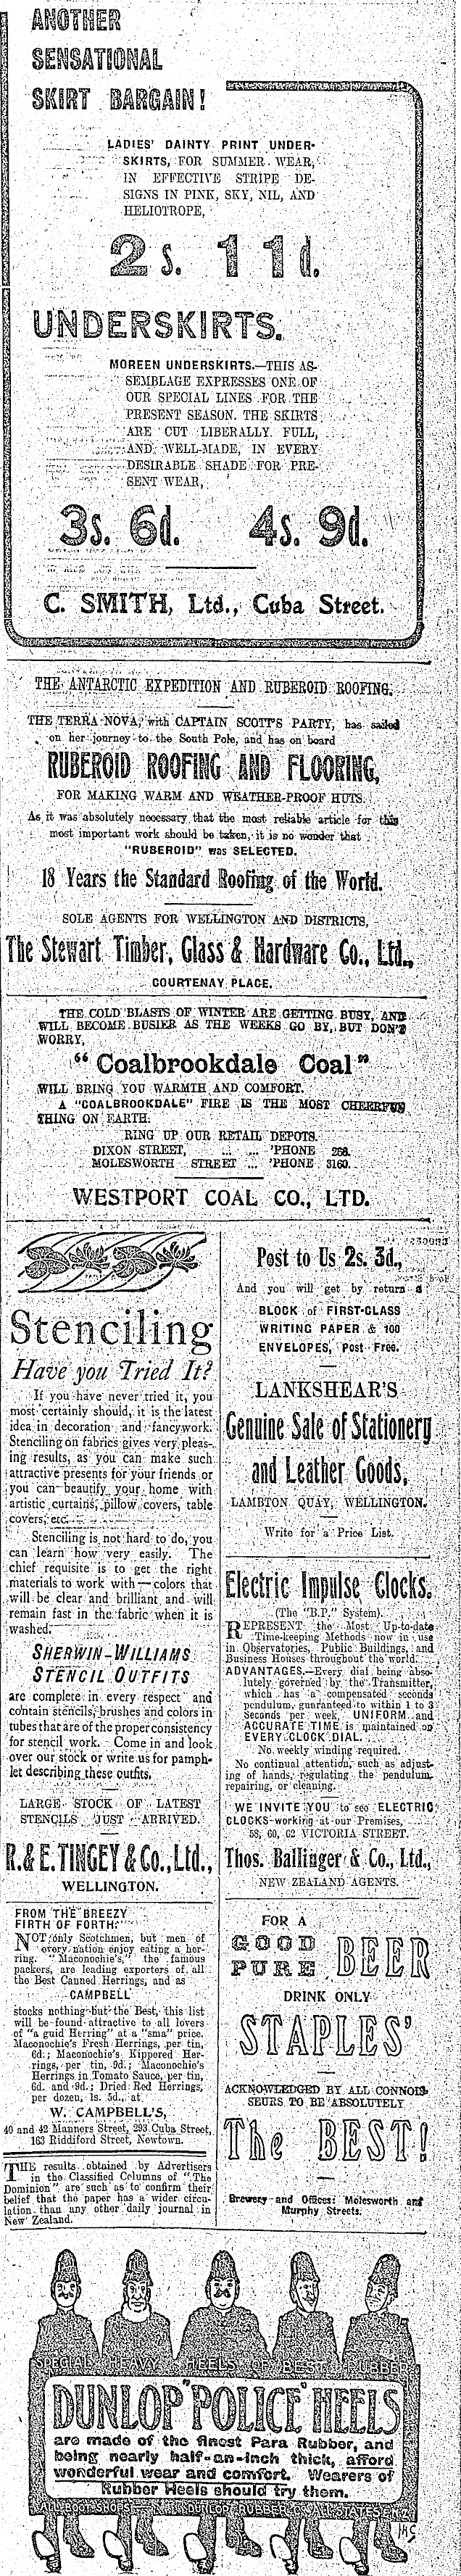 ANOTHER
SENSATIONAL
SKIRT BARGAIN!
LADIES' DAINTY PRINT UNDER-
SKIRTS, FOR SUMMER WEAR,
IN EFFECTIVE STRIPE DE-
SIGNS IN PINK, SKY, NIL, AND
HELIOTROPE,
2s. 11d.
UNDERSKIRTS.
MOREEN UNDERSKIRTS.—THIS AS-
SEMBLAGE EXPRESSES ONE OF
OUR SPECIAL LINES FOR THE
PRESENT SEASON. THE SKIRTS
ARE CUT LIBERALLY FULL,
AND WELL-MADE, IN EVERY
DESIRABLE SHADE FOR PRE-
SENT WEAR,
3s. 6d. 4s. 9d.
C. SMITH, Ltd., Cuba Street.
THE ANTARCTIC EXPEDITION AND RUBEROID ROOFING.
THE TERRA NOVA, with CAPTAIN SCOTT'S PARTY, has sailed
on her journey to the South Pole, and has on board
RUBEROID ROOFING AND FLOORING,
FOR MAKING WARM AND WEATHER-PROOF HUTS.
As it was absolutely necessary that the most reliable article for this
most important work should be taken, it is no wonder that
"RUBEROID" was SELECTED.
18 Years the Standard Roofing of the World.
SOLE AGENTS FOR WELLINGTON AND DISTRICTS,
The Stewart Timber, Glass & Hardware Co., Ltd.,
COURTENAY PLACE.
THE COLD BLASTS OF WINTER ARE GETTING BUSY, AND
WILL BECOME BUSIER AS THE WEEKS GO BY, BUT DON'T
WORRY,
"Coalbrookdale Coal"
WILL BRING YOU WARMTH AND COMFORT.
A "COALBROOKDALE" FIRE IS THE MOST CHEERFUL
THING ON EARTH.
RING UP OUR RETAIL DEPOTS.
DIXON STREET, ... ... 'PHONE 268.
MOLESWORTH STREET ... 'PHONE 3160.
WESTPORT COAL CO., LTD.
Stenciling
Have you Tried It?
If you have never tried it, you
most certainly should, it is the latest
idea in decoration and fancywork.
Stenciling on fabrics gives very pleas-
ing results, as you can make such
attractive presents for your friends or
you can beautify your home with
artistic curtains, pillow covers, table
covers, etc.
Stenciling is not hard to do, you
can learn how very easily. The
chief requisite is to get the right
materials to work with—colors that
will be clear and brilliant and will
remain fast in the fabric when it is
washed.
SHERWIN-WILLIAMS
STENCIL OUTFITS
are complete in every respect and
contain stencils, brushes and colors in
tubes that are of the proper consistency
for stencil work. Come in and look
over our stock or write us for pamph-
let describing these outfits.
LARGE STOCK OF LATEST
STENCILS JUST ARRIVED.
R. & E. TINGEY & Co., Ltd.,
WELLINGTON.
FROM THE BREEZY
FIRTH OF FORTH.
NOT only Scotchmen, but men of
every nation enjoy eating a her-
ring. "Maconochie's," the famous
packers, are leading exporters of all
the Best Canned Herrings, and as
CAMPBELL
stocks nothing but the Best, this list
will be found attractive to all lovers
of "a guid Herring" at a "sma" price.
Maconochie's Fresh Herrings, per tin,
6d.; Maconochie's Kippered Her-
rings, per tin, 9d.; Maconochie's
Herrings in Tomato Sauce, per tin,
6d. and 9d.; Dried Red Herrings,
per dozen, 1s. 5d., at
W. CAMPBELL'S,
40 and 42 Manners Street, 293 Cuba Street,
163 Riddiford Street, Newtown.
THE results obtained by Advertisers
in the Classified Columns of "The
Dominion" are such as to confirm their
belief that the paper has a wider circu-
lation than any other daily journal in
New Zealand.
Post to Us 2s. 3d.,
And you will get by return a
BLOCK of FIRST-CLASS
WRITING PAPER & 100
ENVELOPES, Post Free.
LANKSHEAR'S
Genuine Sale of Stationery
and Leather Goods,
LAMBTON QUAY, WELLINGTON.
Write for a Price List.
Electric Impulse Clocks.
(The "B.P." System).
REPRESENT the Most Up-to-date
Time-keeping Methods now in use
in Observatories, Public Buildings, and
Business Houses throughout the world.
ADVANTAGES.—Every dial being abso-
lutely governed by the Transmitter,
which has a compensated seconds
pendulum, guaranteed to within 1 to 3
Seconds per week, UNIFORM and
ACCURATE TIME is maintained on
EVERY CLOCK DIAL.
No weekly winding required.
No continual attention, such as adjust-
ing of hands, regulating the pendulum,
repairing, or cleaning.
WE INVITE YOU to see ELECTRIC
CLOCKS working at our Premises,
58, 60, 62 VICTORIA STREET.
Thos. Ballinger & Co., Ltd.,
NEW ZEALAND AGENTS.
FOR A
GOOD
PURE BEER
DRINK ONLY
STAPLES'
ACKNOWLEDGED BY ALL CONNOIS-
SEURS TO BE ABSOLUTELY
The BEST!
Brewery and Offices: Molesworth and
Murphy Streets.
SPECIAL HEAVY HEELS OF BEST RUBBER
DUNLOP "POLICE" HEELS
are made of the finest Para Rubber, and
being nearly half-an-inch thick, afford
wonderful wear and comfort. Wearers of
Rubber Heels should try them.
ALL BOOT SHOPS— DUNLOP RUBBER Co. ALL STATES & N.Z.